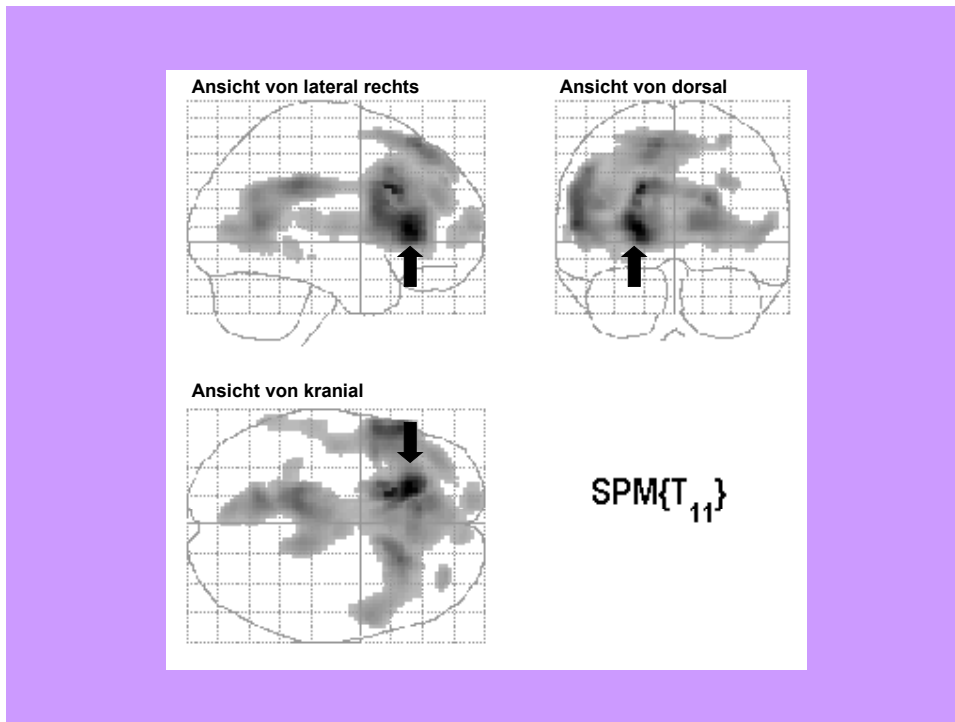 Ansicht von lateral rechts
Ansicht von dorsal
Ansicht von kranial
SPM{T11}